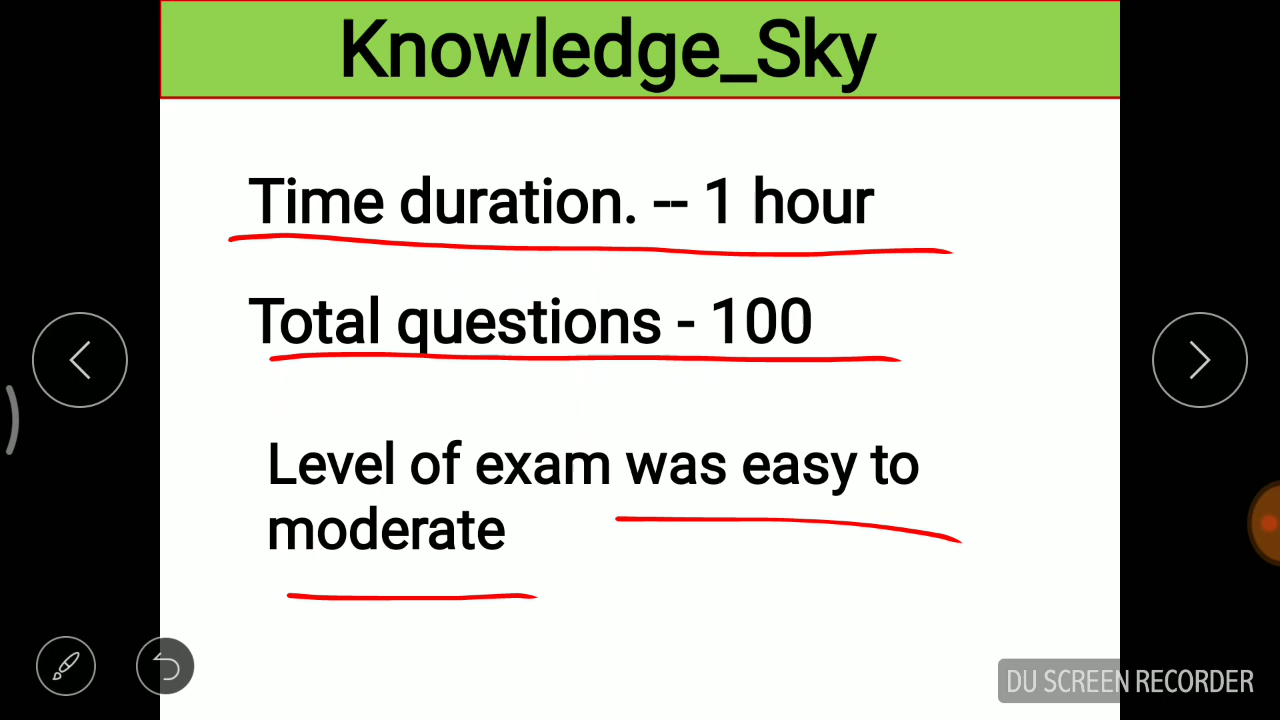 Knowledge_Sky
Time duration. -- 1 hour
Total questions - 100
Level of exam was easy to
moderate
DU SCREEN RECORDER